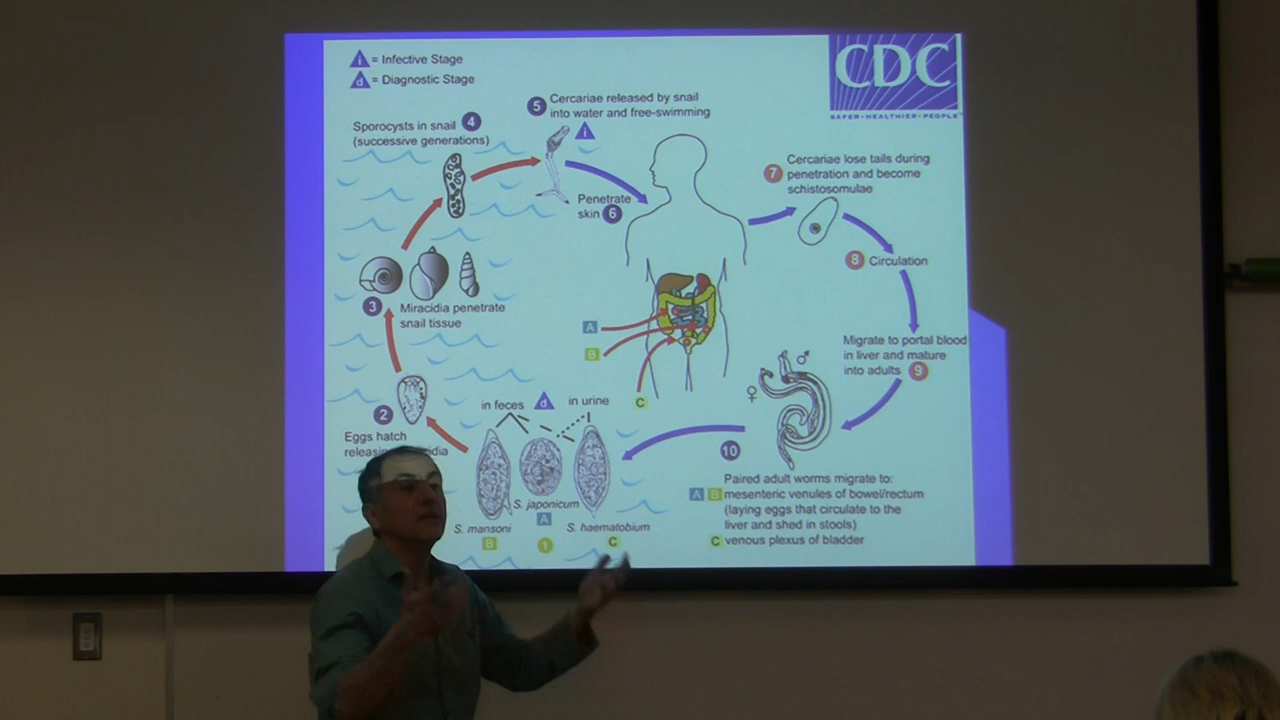 i = Infective Stage
d = Diagnostic Stage
CDC
SAFER • HEALTHIER • PEOPLE™
5 Cercariae released by snail
into water and free-swimming
i
Sporocysts in snail 4
(successive generations)
Penetrate
skin 6
7 Cercariae lose tails during
penetration and become
schistosomulae
8 Circulation
3 Miracidia penetrate
snail tissue
A
B
C
Migrate to portal blood
in liver and mature
into adults 9
♀ ♂
2
Eggs hatch
in feces d in urine
S. mansoni
B
S. japonicum
A
1
S. haematobium
C
10
Paired adult worms migrate to:
A B mesenteric venules of bowel/rectum
(laying eggs that circulate to the
liver and shed in stools)
C venous plexus of bladder